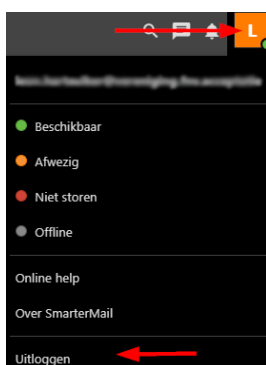 L
Beschikbaar
Afwezig
Niet storen
Offline
Online help
Over SmarterMail
Uitloggen